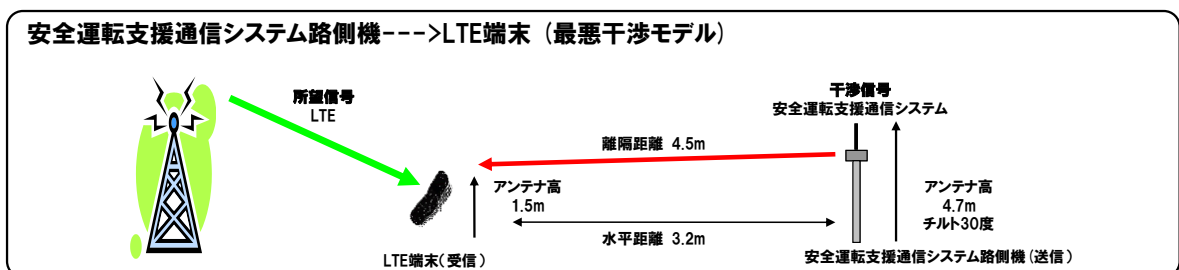 安全運転支援通信システム路側機--->LTE端末 (最悪干渉モデル)
所望信号
LTE
干渉信号
安全運転支援通信システム
離隔距離 4.5m
アンテナ高
1.5m
アンテナ高
4.7m
チルト30度
水平距離 3.2m
LTE端末(受信)
安全運転支援通信システム路側機(送信)